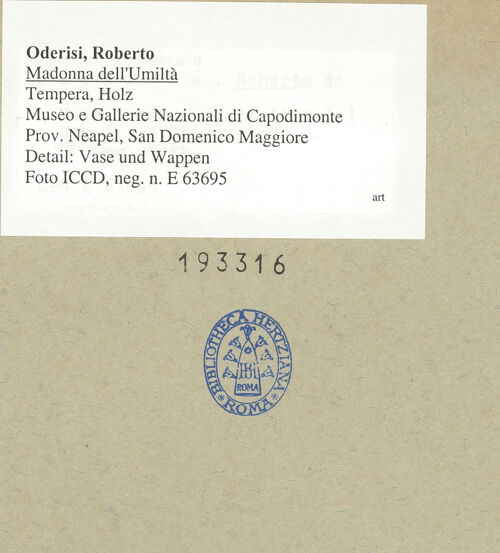 Oderisi, Roberto
Madonna dell'Umiltà
Tempera, Holz
Museo e Gallerie Nazionali di Capodimonte
Prov. Neapel, San Domenico Maggiore
Detail: Vase und Wappen
Foto ICCD, neg. n. E 63695
art
193316
BIBLIOTHECA HERTZIANA
BH
ROMA
* ROMA *